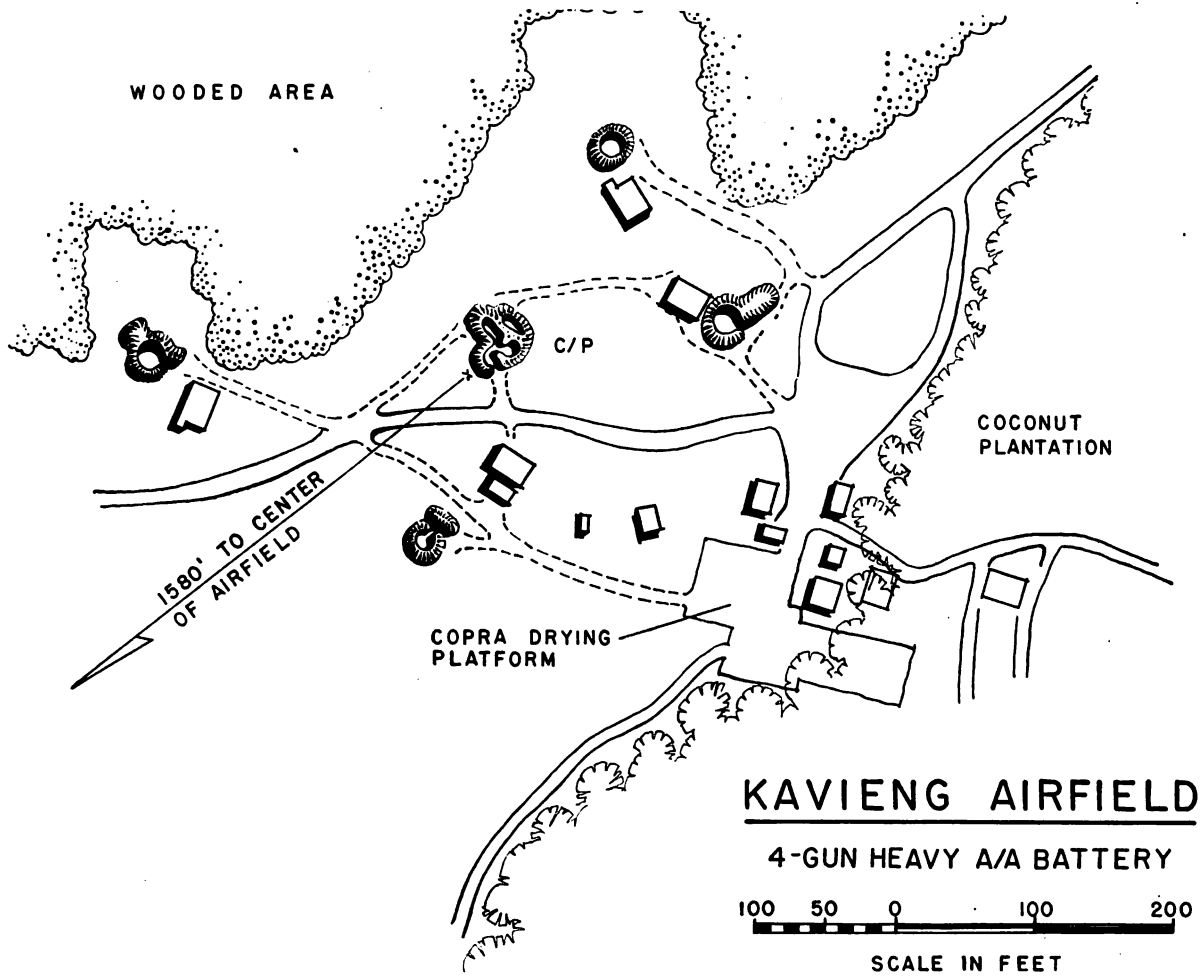 WOODED AREA
C/P
COCONUT
PLANTATION
1580' TO CENTER
OF AIRFIELD
COPRA DRYING
PLATFORM
KAVIENG AIRFIELD
4-GUN HEAVY A/A BATTERY
100 50 0 100 200
SCALE IN FEET